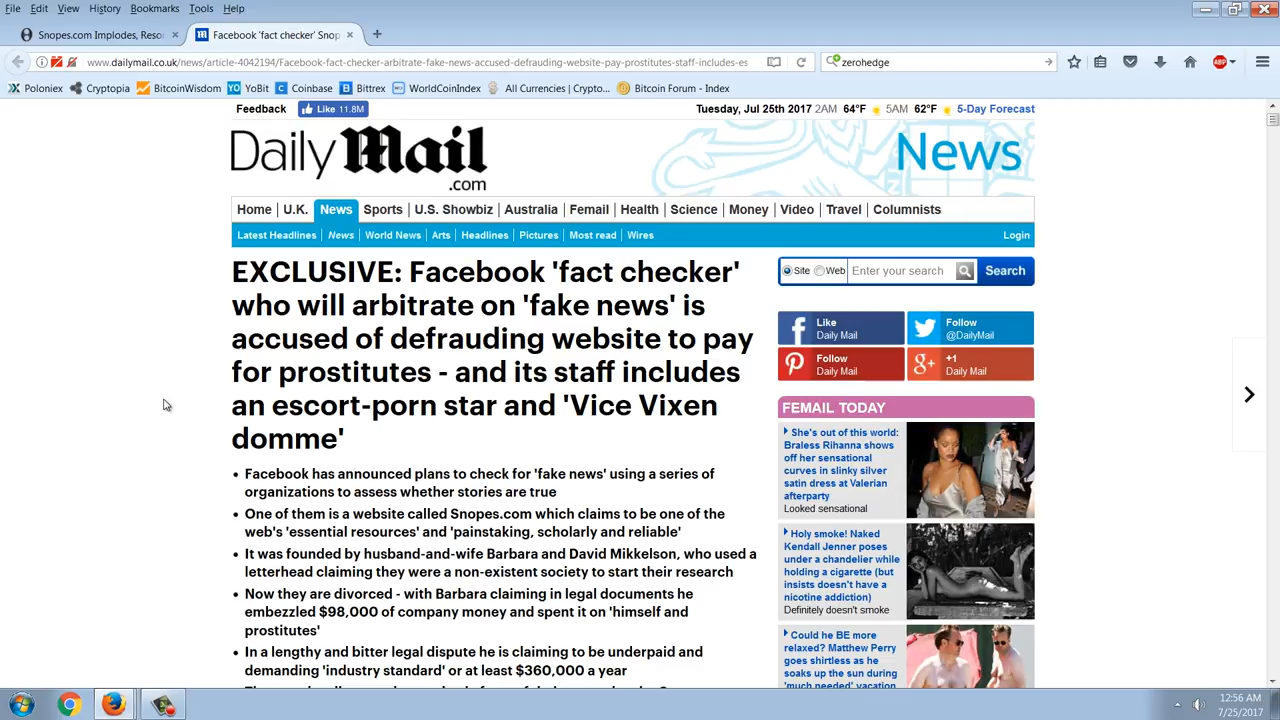 File Edit View History Bookmarks Tools Help
Snopes.com Implodes, Resor × Facebook 'fact checker' Snop × +
www.dailymail.co.uk/news/article-4042194/Facebook-fact-checker-arbitrate-fake-news-accused-defrauding-website-pay-prostitutes-staff-includes-es zerohedge ABP
Poloniex Cryptopia BitcoinWisdom YO YoBit C Coinbase B Bittrex WorldCoinIndex All Currencies | Crypto... Bitcoin Forum - Index
Feedback Like 11.8M Tuesday, Jul 25th 2017 2AM 64°F 5AM 62°F 5-Day Forecast
Daily Mail
.com
News
Home U.K. News Sports U.S. Showbiz Australia Femail Health Science Money Video Travel Columnists
Latest Headlines News World News Arts Headlines Pictures Most read Wires Login
EXCLUSIVE: Facebook 'fact checker'
who will arbitrate on 'fake news' is
accused of defrauding website to pay
for prostitutes - and its staff includes
an escort-porn star and 'Vice Vixen
domme'
Facebook has announced plans to check for 'fake news' using a series of
organizations to assess whether stories are true
One of them is a website called Snopes.com which claims to be one of the
web's 'essential resources' and 'painstaking, scholarly and reliable'
It was founded by husband-and-wife Barbara and David Mikkelson, who used a
letterhead claiming they were a non-existent society to start their research
Now they are divorced - with Barbara claiming in legal documents he
embezzled $98,000 of company money and spent it on 'himself and
prostitutes'
In a lengthy and bitter legal dispute he is claiming to be underpaid and
demanding 'industry standard' or at least $360,000 a year
Site Web Enter your search Search
Like
Daily Mail
Follow
@DailyMail
Follow
Daily Mail
+1
Daily Mail
FEMAIL TODAY
She's out of this world:
Braless Rihanna shows
off her sensational
curves in slinky silver
satin dress at Valerian
afterparty
Looked sensational
Holy smoke! Naked
Kendall Jenner poses
under a chandelier while
holding a cigarette (but
insists doesn't have a
nicotine addiction)
Definitely doesn't smoke
Could he BE more
relaxed? Matthew Perry
goes shirtless as he
soaks up the sun during
'much needed' vacation
12:56 AM
7/25/2017